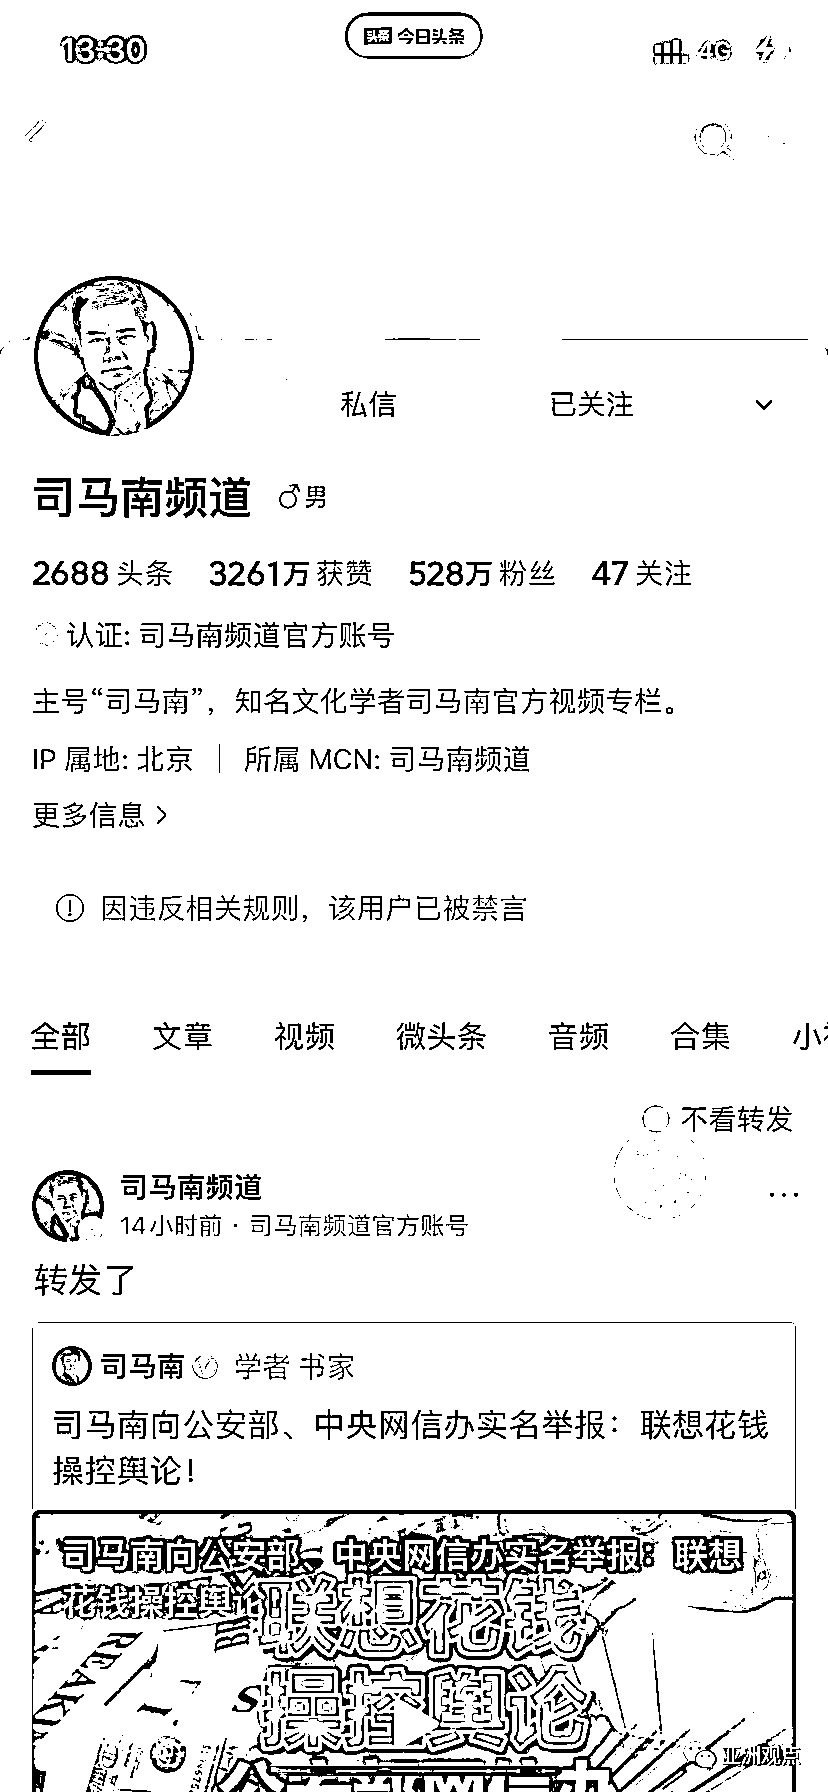 13:30
头条 今日头条
4G
私信
已关注
司马南频道 ♂男
2688 头条 3261万 获赞 528万 粉丝 47 关注
认证: 司马南频道官方账号
主号“司马南”，知名文化学者司马南官方视频专栏。
IP 属地: 北京 | 所属 MCN: 司马南频道
更多信息 >
因违反相关规则，该用户已被禁言
全部 文章 视频 微头条 音频 合集 小
不看转发
司马南频道
14小时前 · 司马南频道官方账号
转发了
司马南 学者 书家
司马南向公安部、中央网信办实名举报：联想花钱
操控舆论！
司马南向公安部、中央网信办实名举报：联想
花钱操控舆论
联想花钱
操控舆论
亚洲观点